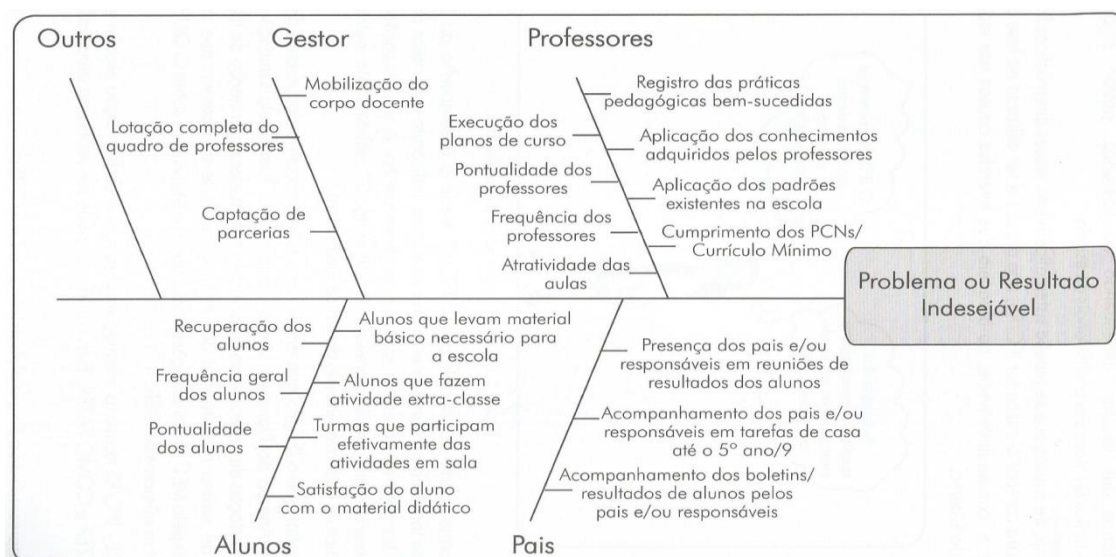 Outros
Gestor
Professores
Mobilização do
corpo docente
Lotação completa do
quadro de professores
Captação de
parcerias
Registro das práticas
pedagógicas bem-sucedidas
Execução dos
planos de curso
Aplicação dos conhecimentos
adquiridos pelos professores
Pontualidade dos
professores
Aplicação dos padrões
existentes na escola
Frequência dos
professores
Cumprimento dos PCNs/
Currículo Mínimo
Atratividade das
aulas
Problema ou Resultado
Indesejável
Recuperação dos
alunos
Alunos que levam material
básico necessário para
a escola
Frequência geral
dos alunos
Alunos que fazem
atividade extra-classe
Pontualidade
dos alunos
Turmas que participam
efetivamente das
atividades em sala
Satisfação do aluno
com o material didático
Presença dos pais e/ou
responsáveis em reuniões de
resultados dos alunos
Acompanhamento dos pais e/ou
responsáveis em tarefas de casa
até o 5º ano/9
Acompanhamento dos boletins/
resultados de alunos pelos
pais e/ou responsáveis
Alunos
Pais